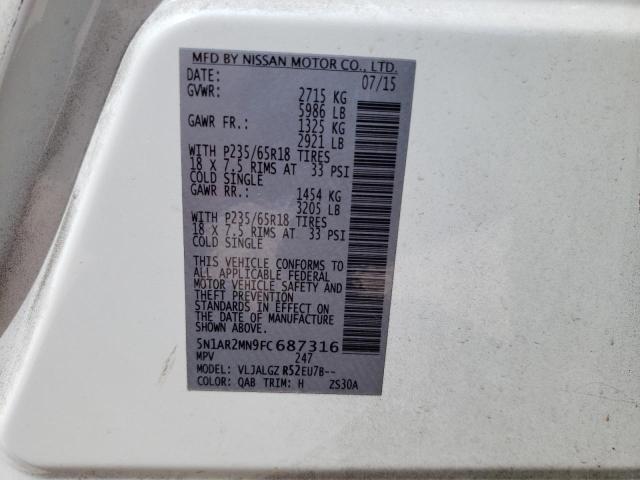 MFD BY NISSAN MOTOR CO., LTD.
DATE: 07/15
GVWR: 2715 KG
5986 LB
GAWR FR.: 1325 KG
2921 LB
WITH P235/65R18 TIRES
18 X 7.5 RIMS AT 33 PSI
COLD SINGLE
GAWR RR.: 1454 KG
3205 LB
WITH P235/65R18 TIRES
18 X 7.5 RIMS AT 33 PSI
COLD SINGLE
THIS VEHICLE CONFORMS TO
ALL APPLICABLE FEDERAL
MOTOR VEHICLE SAFETY AND
THEFT PREVENTION
STANDARDS IN EFFECT ON
THE DATE OF MANUFACTURE
SHOWN ABOVE.
5N1AR2MN9FC687316
MPV 247
MODEL: VLJALGZ R52EU7B--
COLOR: QAB TRIM: H ZS30A